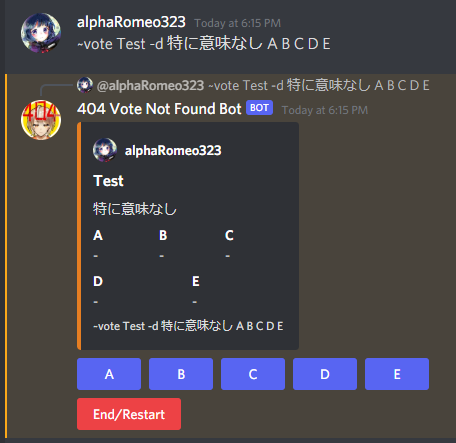 alphaRomeo323 Today at 6:15 PM
~vote Test -d 特に意味なし A B C D E
@alphaRomeo323 ~vote Test -d 特に意味なし A B C D E
404
404 Vote Not Found Bot BOT Today at 6:15 PM
alphaRomeo323
Test
特に意味なし
A B C
- - -
D E
- -
~vote Test -d 特に意味なし A B C D E
A B C D E
End/Restart